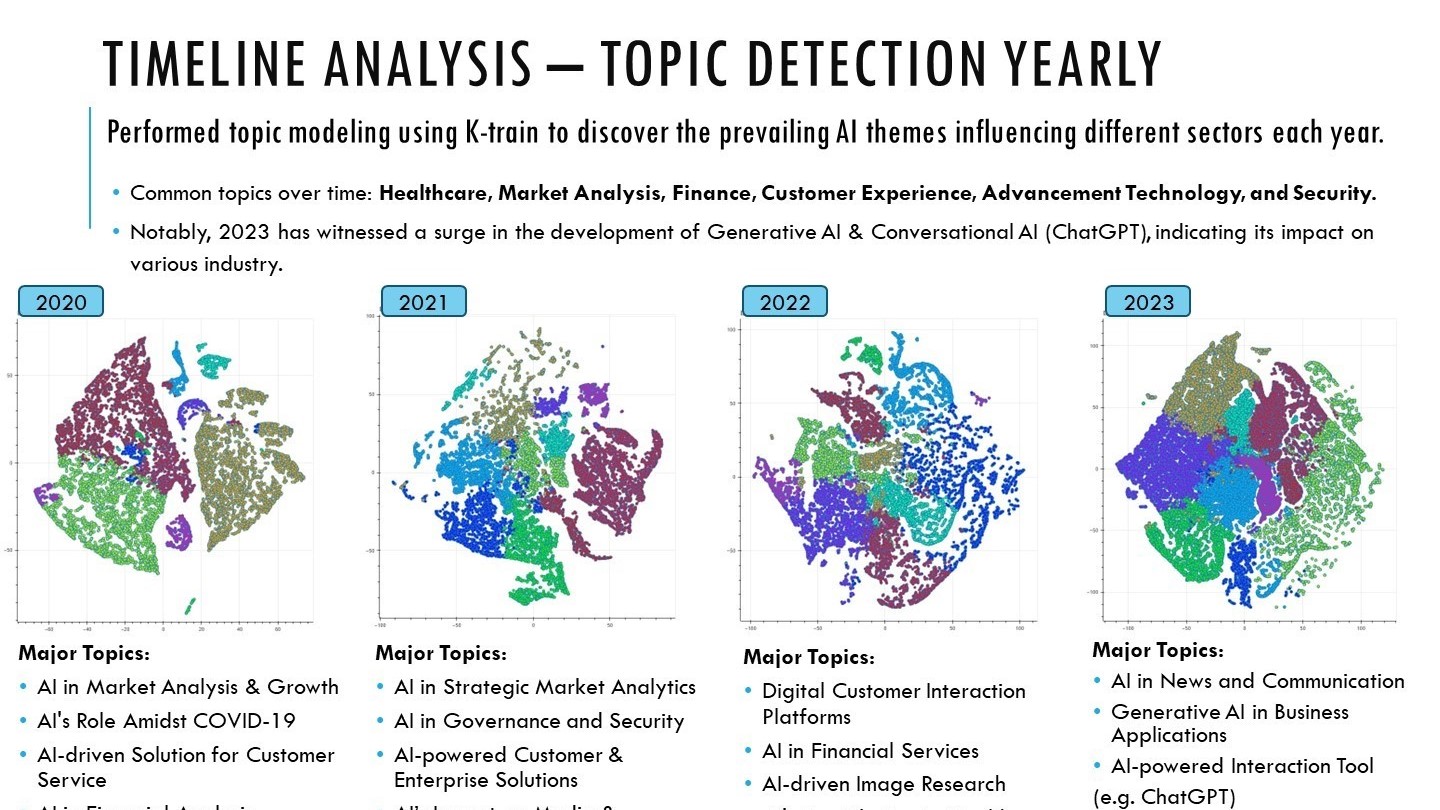 TIMELINE ANALYSIS – TOPIC DETECTION YEARLY
Performed topic modeling using K-train to discover the prevailing AI themes influencing different sectors each year.
• Common topics over time: Healthcare, Market Analysis, Finance, Customer Experience, Advancement Technology, and Security.
• Notably, 2023 has witnessed a surge in the development of Generative AI & Conversational AI (ChatGPT), indicating its impact on
various industry.
2020
Major Topics:
• AI in Market Analysis & Growth
• AI's Role Amidst COVID-19
• AI-driven Solution for Customer
Service
2021
Major Topics:
• AI in Strategic Market Analytics
• AI in Governance and Security
• AI-powered Customer &
Enterprise Solutions
2022
Major Topics:
• Digital Customer Interaction
Platforms
• AI in Financial Services
• AI-driven Image Research
2023
Major Topics:
• AI in News and Communication
• Generative AI in Business
Applications
• AI-powered Interaction Tool
(e.g. ChatGPT)